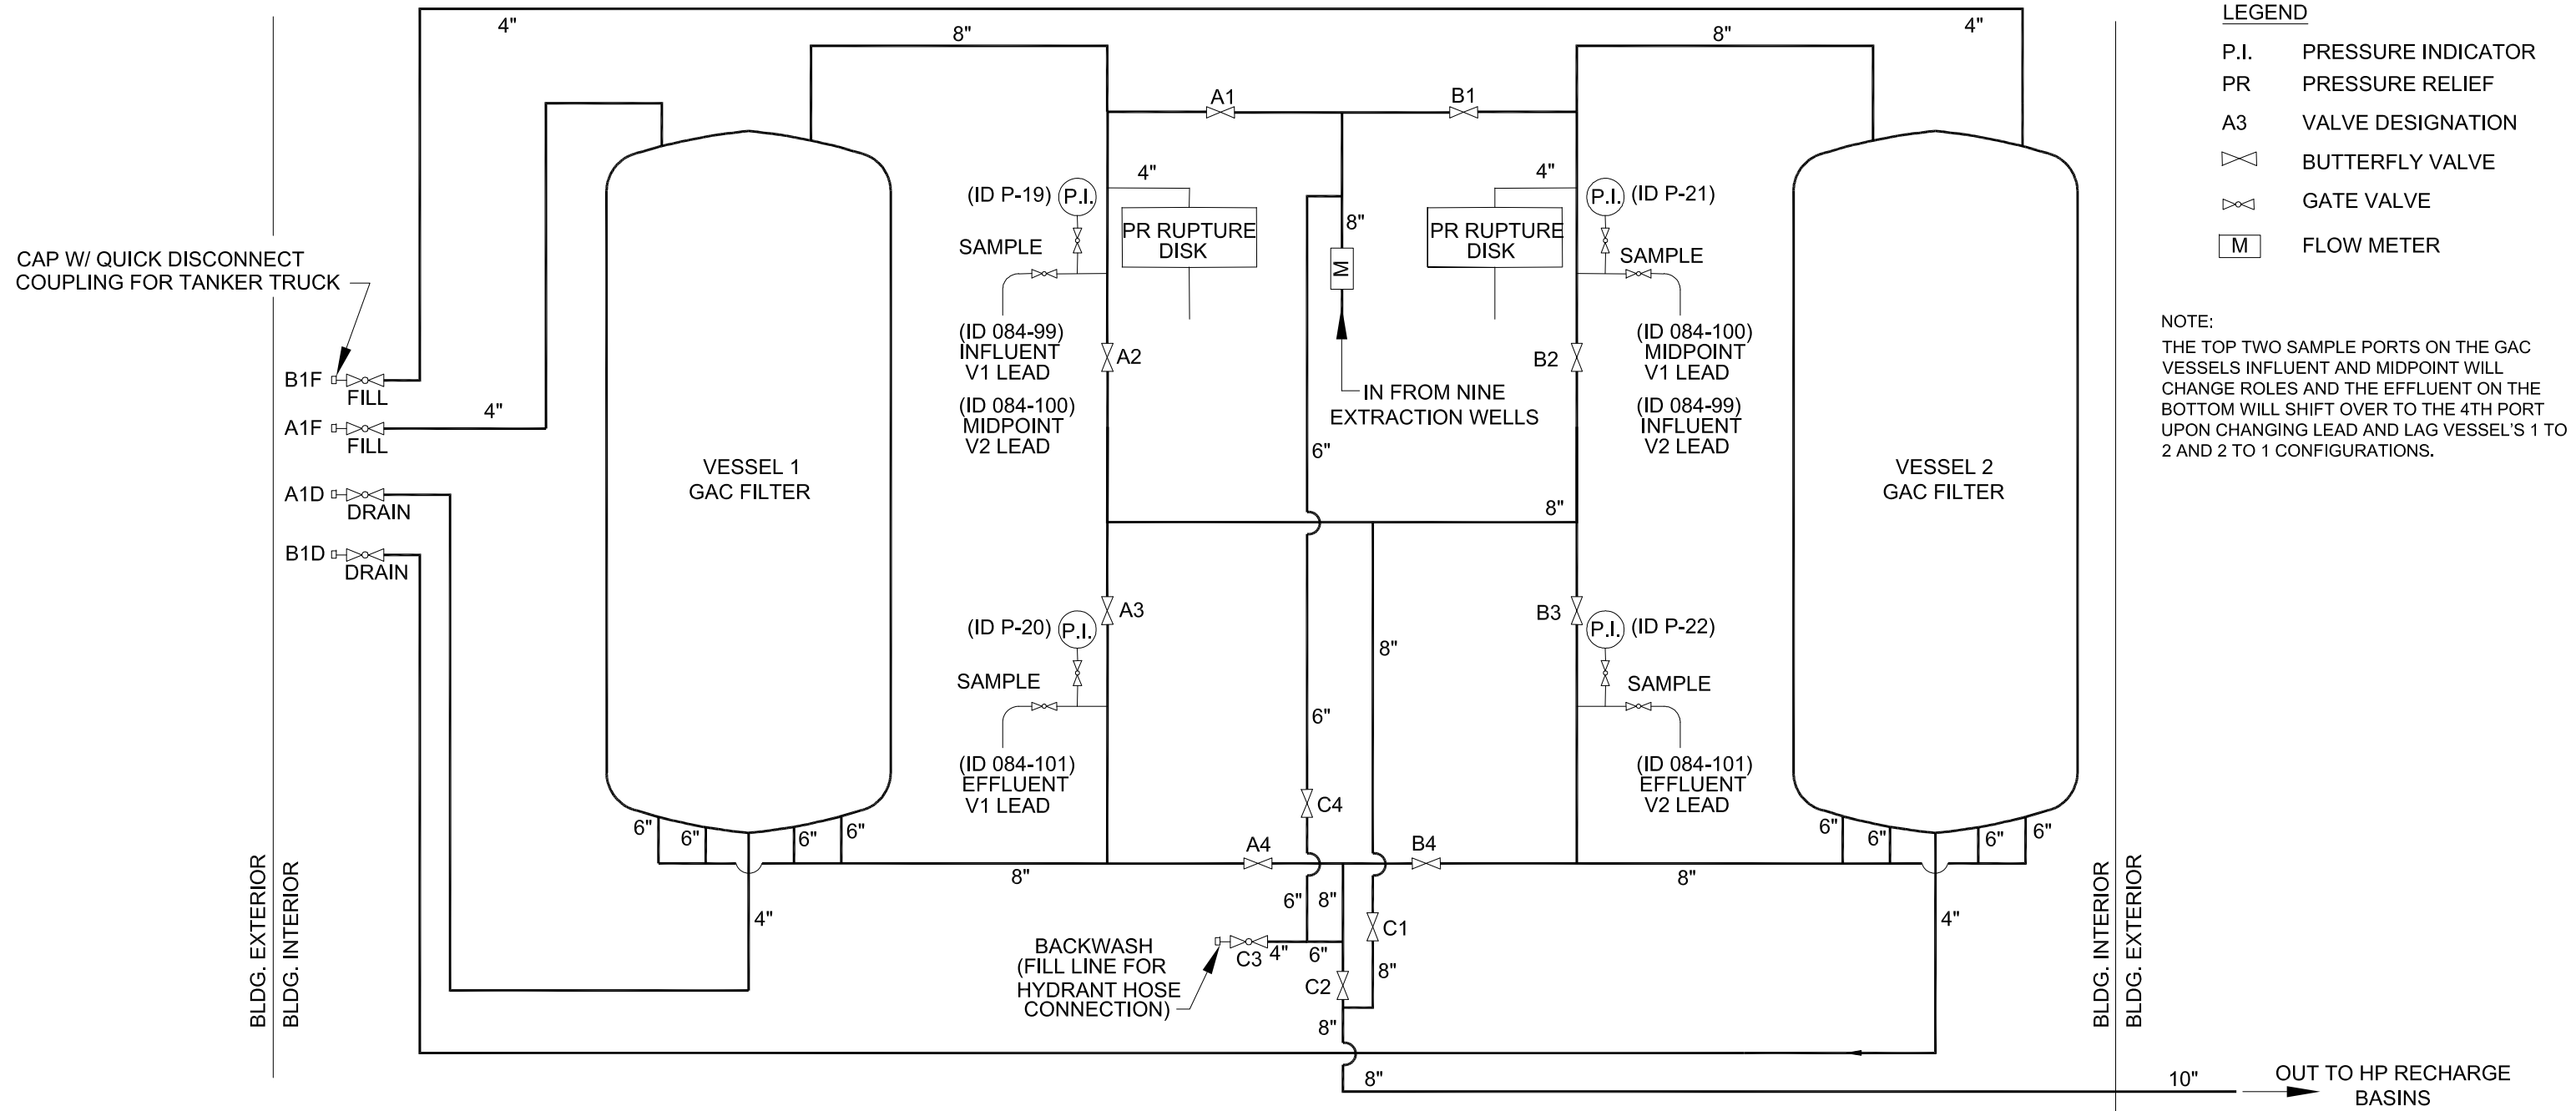 4"
8"
8"
4"
LEGEND
P.I. PRESSURE INDICATOR
PR PRESSURE RELIEF
A3 VALVE DESIGNATION
BUTTERFLY VALVE
GATE VALVE
M FLOW METER
NOTE:
THE TOP TWO SAMPLE PORTS ON THE GAC
VESSELS INFLUENT AND MIDPOINT WILL
CHANGE ROLES AND THE EFFLUENT ON THE
BOTTOM WILL SHIFT OVER TO THE 4TH PORT
UPON CHANGING LEAD AND LAG VESSEL'S 1 TO
2 AND 2 TO 1 CONFIGURATIONS.
A1
B1
4"
4"
(ID P-19)
P.I.
P.I.
(ID P-21)
8"
PR RUPTURE
DISK
PR RUPTURE
DISK
SAMPLE
SAMPLE
M
CAP W/ QUICK DISCONNECT
COUPLING FOR TANKER TRUCK
(ID 084-99)
INFLUENT
V1 LEAD
(ID 084-100)
MIDPOINT
V2 LEAD
A2
B2
(ID 084-100)
MIDPOINT
V1 LEAD
(ID 084-99)
INFLUENT
V2 LEAD
IN FROM NINE
EXTRACTION WELLS
B1F
FILL
A1F
FILL
4"
A1D
DRAIN
B1D
DRAIN
VESSEL 1
GAC FILTER
VESSEL 2
GAC FILTER
6"
8"
A3
B3
(ID P-20)
P.I.
P.I.
(ID P-22)
8"
SAMPLE
SAMPLE
6"
(ID 084-101)
EFFLUENT
V1 LEAD
(ID 084-101)
EFFLUENT
V2 LEAD
C4
6"
6"
6"
6"
6"
6"
6"
6"
A4
B4
8"
8"
6"
8"
4"
4"
C1
BACKWASH
(FILL LINE FOR
HYDRANT HOSE
CONNECTION)
C3
4"
6"
C2
8"
8"
BLDG. EXTERIOR
BLDG. INTERIOR
BLDG. INTERIOR
BLDG. EXTERIOR
8"
10"
OUT TO HP RECHARGE
BASINS